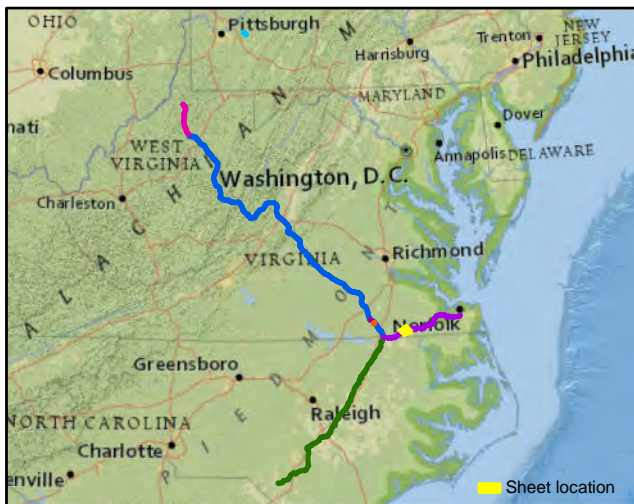 OHIO
Pittsburgh
NEW
JERSEY
Trenton
Harrisburg
Philadelphia
Columbus
MARYLAND
Dover
nati
WEST
VIRGINIA
Annapolis
DELAWARE
Washington, D.C.
Charleston
A L A C H I A N M
Richmond
VIRGINIA
Norfolk
P I E D M O N T
Greensboro
Raleigh
NORTH CAROLINA
Charlotte
enville
Sheet location